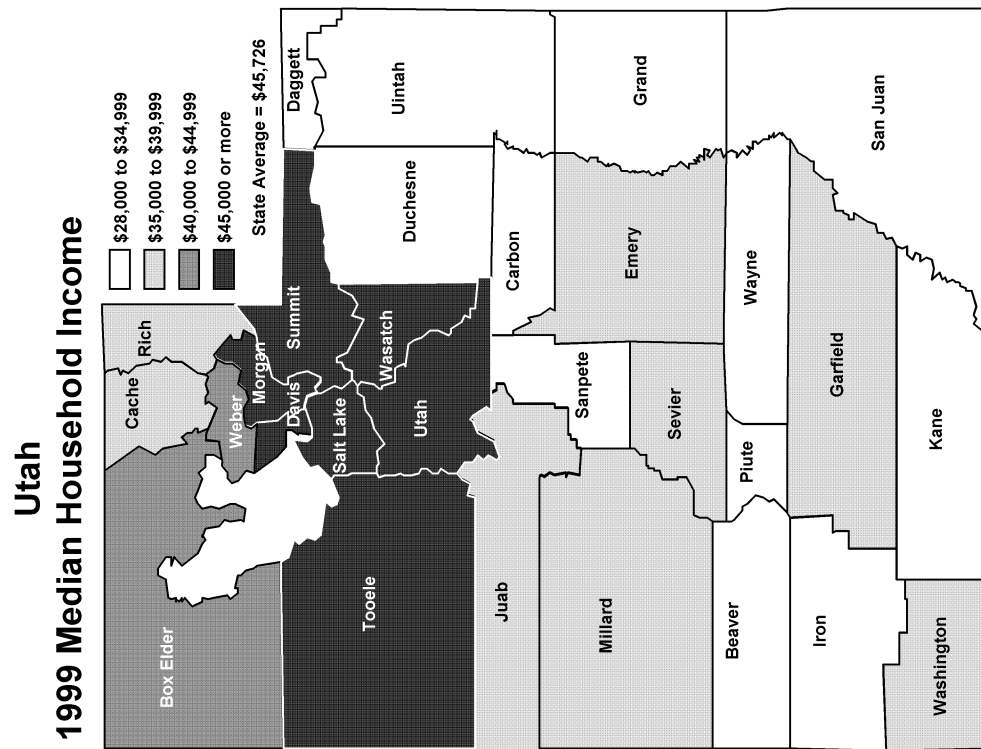 Utah
1999 Median Household Income
$28,000 to $34,999
$35,000 to $39,999
$40,000 to $44,999
$45,000 or more
State Average = $45,726
Cache
Rich
Box Elder
Weber
Morgan
Davis
Summit
Daggett
Tooele
Salt Lake
Wasatch
Utah
Duchesne
Uintah
Juab
Sanpete
Carbon
Millard
Sevier
Emery
Grand
Beaver
Piute
Wayne
Iron
Garfield
San Juan
Washington
Kane